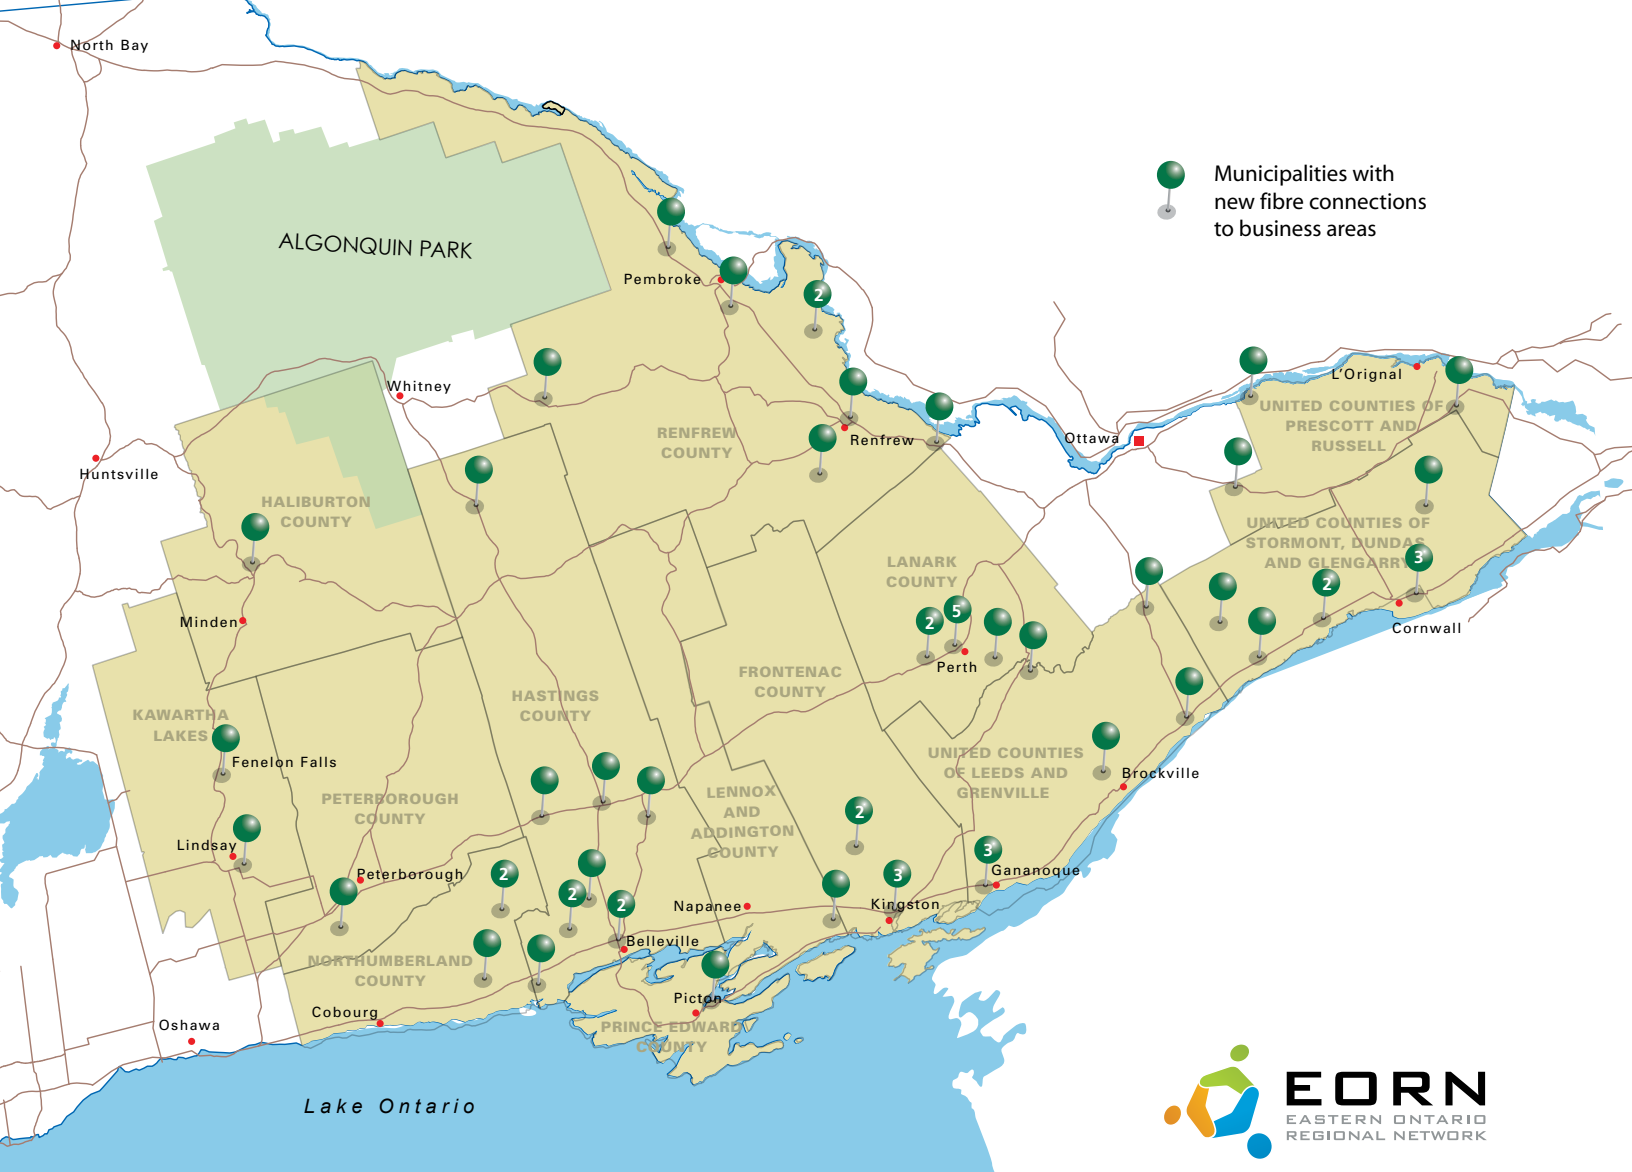 North Bay
Municipalities with
new fibre connections
to business areas
ALGONQUIN PARK
Pembroke
2
Whitney
L'Orignal
UNITED COUNTIES OF
PRESCOTT AND
RUSSELL
RENFREW
COUNTY
Renfrew
Ottawa
Huntsville
HALIBURTON
COUNTY
UNITED COUNTIES OF
STORMONT, DUNDAS
AND GLENGARRY
3
LANARK
COUNTY
2
5
2
Minden
Perth
Cornwall
FRONTENAC
COUNTY
HASTINGS
COUNTY
KAWARTHA
LAKES
Fenelon Falls
UNITED COUNTIES
OF LEEDS AND
GRENVILLE
Brockville
PETERBOROUGH
COUNTY
LENNOX
AND
ADDINGTON
COUNTY
2
Lindsay
3
Gananoque
Peterborough
2
3
2
2
Napanee
Kingston
Belleville
NORTHUMBERLAND
COUNTY
Picton
Cobourg
Oshawa
PRINCE EDWARD
COUNTY
Lake Ontario
EORN
EASTERN ONTARIO
REGIONAL NETWORK